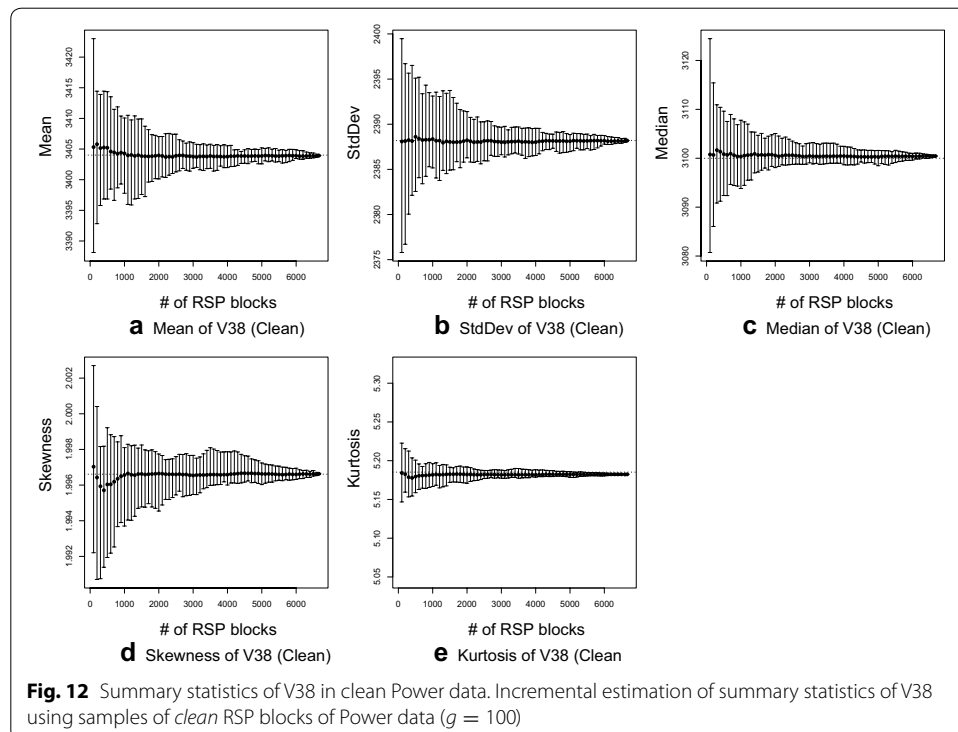 Mean
3390 3395 3400 3405 3410 3415 3420
0 1000 2000 3000 4000 5000 6000
# of RSP blocks
a Mean of V38 (Clean)
StdDev
2375 2380 2385 2390 2395 2400
0 1000 2000 3000 4000 5000 6000
# of RSP blocks
b StdDev of V38 (Clean)
Median
3080 3090 3100 3110 3120
0 1000 2000 3000 4000 5000 6000
# of RSP blocks
c Median of V38 (Clean)
Skewness
1.992 1.994 1.996 1.998 2.000 2.002
0 1000 2000 3000 4000 5000 6000
# of RSP blocks
d Skewness of V38 (Clean)
Kurtosis
5.05 5.10 5.15 5.20 5.25 5.30
0 1000 2000 3000 4000 5000 6000
# of RSP blocks
e Kurtosis of V38 (Clean
Fig. 12 Summary statistics of V38 in clean Power data. Incremental estimation of summary statistics of V38
using samples of clean RSP blocks of Power data (g = 100)